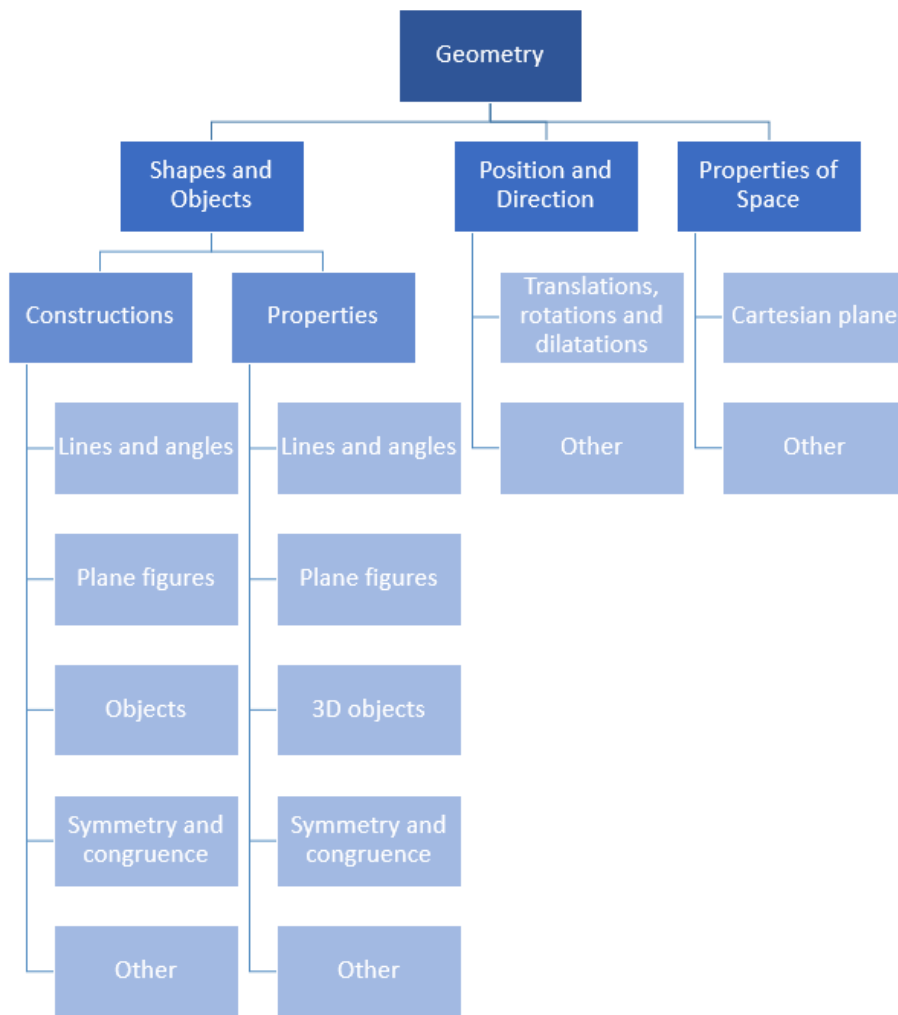 Geometry
Shapes and
Objects
Position and
Direction
Properties of
Space
Constructions
Properties
Translations,
rotations and
dilatations
Cartesian plane
Lines and angles
Lines and angles
Other
Other
Plane figures
Plane figures
Objects
3D objects
Symmetry and
congruence
Symmetry and
congruence
Other
Other